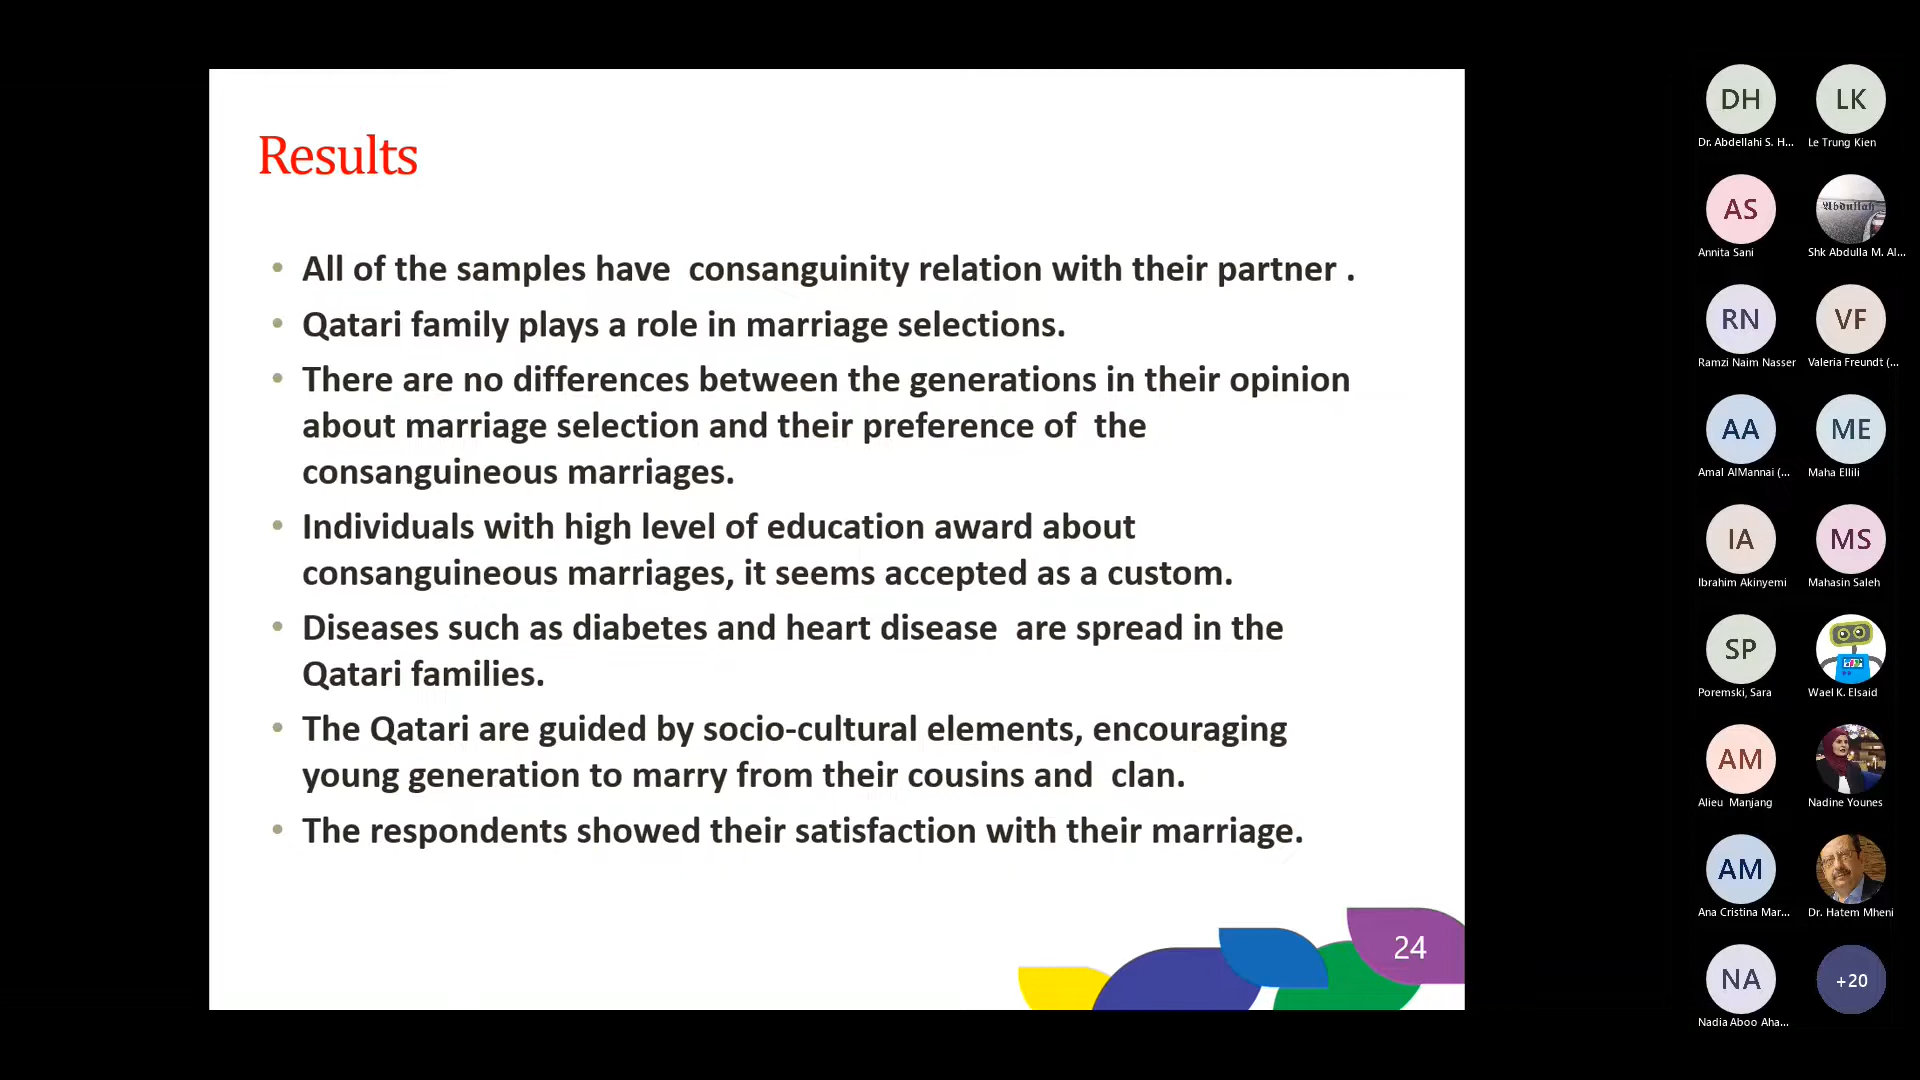 Results
• All of the samples have  consanguinity relation with their partner .
• Qatari family plays a role in marriage selections.
• There are no differences between the generations in their opinion
about marriage selection and their preference of  the
consanguineous marriages.
• Individuals with high level of education award about
consanguineous marriages, it seems accepted as a custom.
• Diseases such as diabetes and heart disease  are spread in the
Qatari families.
• The Qatari are guided by socio-cultural elements, encouraging
young generation to marry from their cousins and  clan.
• The respondents showed their satisfaction with their marriage.
24
DH LK
Dr. Abdellahi S. H... Le Trung Kien
AS Abdullah
Annita Sani Shk Abdulla M. Al...
RN VF
Ramzi Naim Nasser Valeria Freundt (...
AA ME
Amal AlMannai (... Maha Ellili
IA MS
Ibrahim Akinyemi Mahasin Saleh
SP
Poremski, Sara Wael K. Elsaid
AM
Alieu  Manjang Nadine Younes
AM
Ana Cristina Mar... Dr. Hatem Mheni
NA +20
Nadia Aboo Aha...